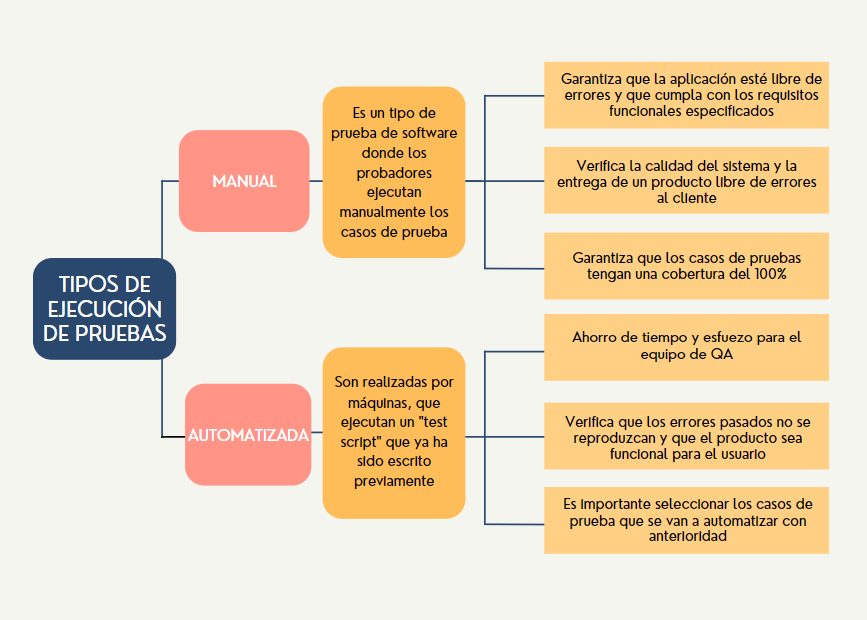 TIPOS DE
EJECUCIÓN
DE PRUEBAS
MANUAL
Es un tipo de
prueba de software
donde los
probadores
ejecutan
manualmente los
casos de prueba
Garantiza que la aplicación esté libre de
errores y que cumpla con los requisitos
funcionales especificados
Verifica la calidad del sistema y la
entrega de un producto libre de errores
al cliente
Garantiza que los casos de pruebas
tengan una cobertura del 100%
AUTOMATIZADA
Son realizadas por
máquinas, que
ejecutan un "test
script" que ya ha
sido escrito
previamente
Ahorro de tiempo y esfuezo para el
equipo de QA
Verifica que los errores pasados no se
reproduzcan y que el producto sea
funcional para el usuario
Es importante seleccionar los casos de
prueba que se van a automatizar con
anterioridad